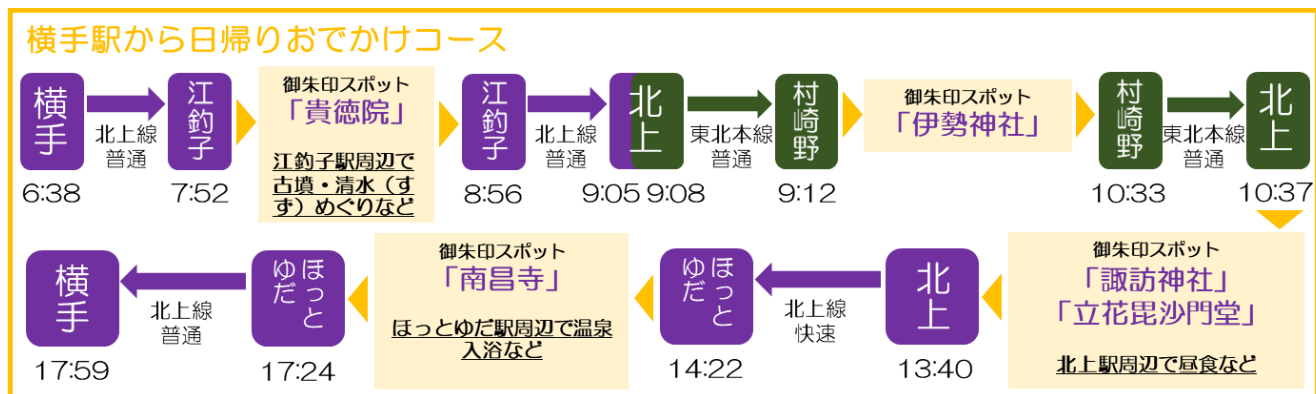 横手駅から日帰りおでかけコース
横手
6:38
北上線
普通
江釣子
7:52
御朱印スポット
「貴徳院」
江釣子駅周辺で
古墳・清水（す
ず）めぐりなど
江釣子
8:56
北上線
普通
北上
9:05 9:08
東北本線
普通
村崎野
9:12
御朱印スポット
「伊勢神社」
村崎野
10:33
東北本線
普通
北上
10:37
御朱印スポット
「諏訪神社」
「立花毘沙門堂」
北上駅周辺で昼食など
北上
13:40
北上線
快速
ほっと
ゆだ
14:22
御朱印スポット
「南昌寺」
ほっとゆだ駅周辺で温泉
入浴など
ほっと
ゆだ
17:24
北上線
普通
横手
17:59